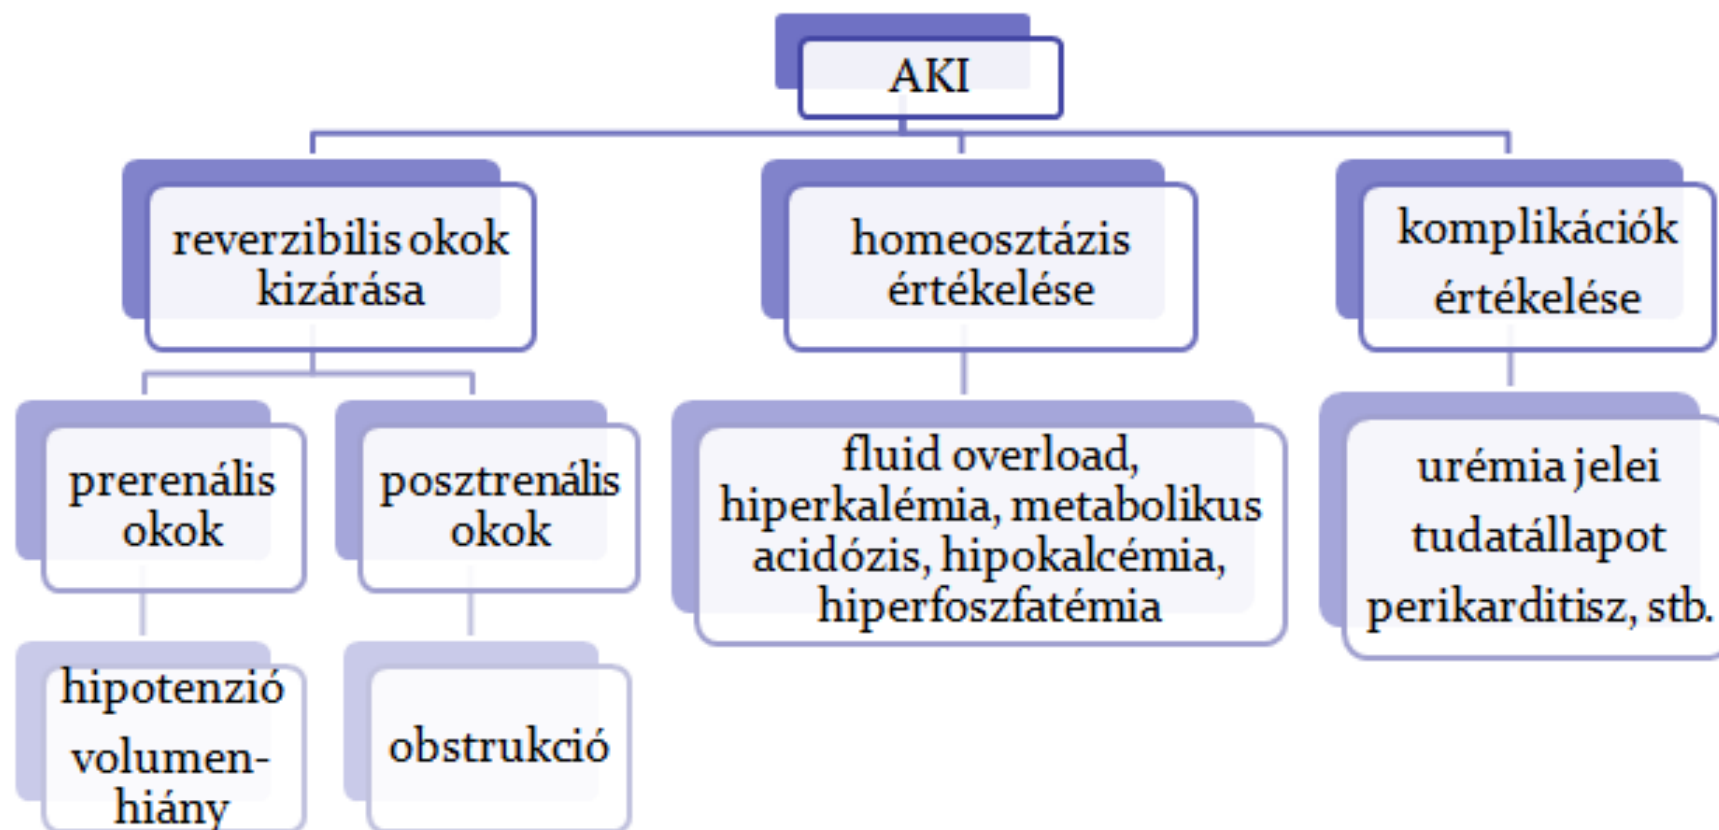 AKI
reverzibilis okok
kizárása
homeosztázis
értékelése
komplikációk
értékelése
prerenális
okok
posztrenális
okok
fluid overload,
hiperkalémia, metabolikus
acidózis, hipokalcémia,
hiperfoszfatémia
urémia jelei
tudatállapot
perikarditisz, stb.
hipotenzió
volumen-
hiány
obstrukció